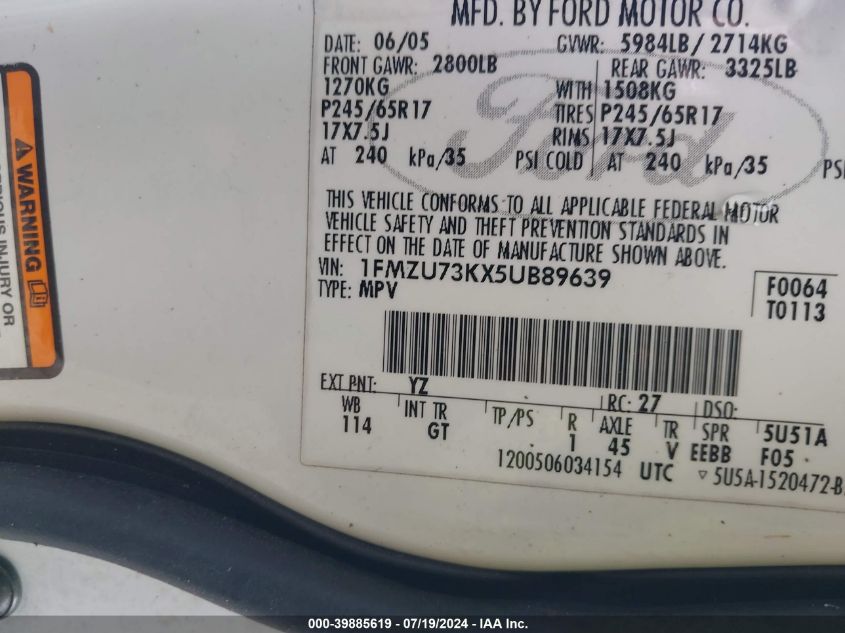 MFD. BY FORD MOTOR CO.
DATE: 06/05 GVWR: 5984LB/ 2714KG
FRONT GAWR: 2800LB REAR GAWR: 3325LB
1270KG WITH 1508KG
P245/65R17 TIRES P245/65R17
17X7.5J RIMS 17X7.5J
AT 240 kPa/35 PSI COLD AT 240 kPa/35 PSI
THIS VEHICLE CONFORMS TO ALL APPLICABLE FEDERAL MOTOR
VEHICLE SAFETY AND THEFT PREVENTION STANDARDS IN
EFFECT ON THE DATE OF MANUFACTURE SHOWN ABOVE.
VIN: 1FMZU73KX5UB89639
TYPE: MPV
F0064
T0113
EXT PNT: YZ RC: 27 DSO:
WB INT TR TP/PS R AXLE TR SPR 5U51A
114 GT 1 45 V EEBB F05
1200506034154 UTC ▿ 5U5A-1520472-B
Ford
⚠ WARNING
SERIOUS INJURY OR
000-39885619 / 07/19/2024 / IAA Inc.